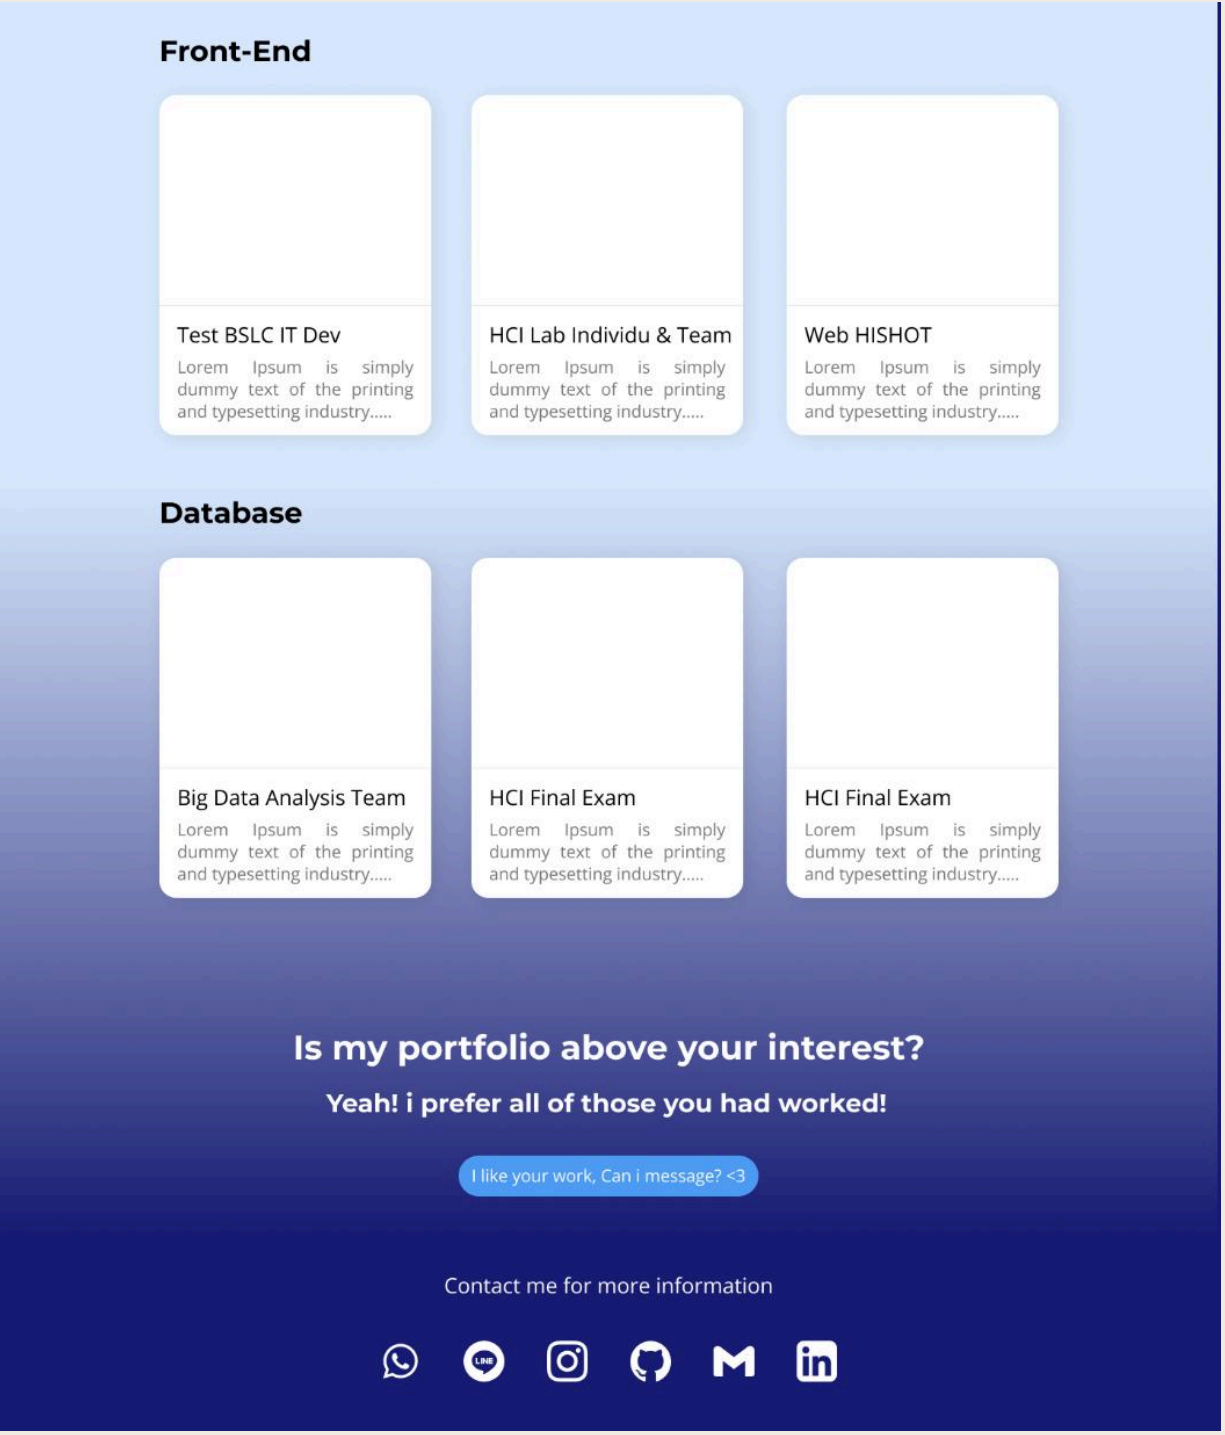 Front-End
Test BSLC IT Dev
Lorem Ipsum is simply
dummy text of the printing
and typesetting industry.....
HCI Lab Individu & Team
Lorem Ipsum is simply
dummy text of the printing
and typesetting industry.....
Web HISHOT
Lorem Ipsum is simply
dummy text of the printing
and typesetting industry.....
Database
Big Data Analysis Team
Lorem Ipsum is simply
dummy text of the printing
and typesetting industry.....
HCI Final Exam
Lorem Ipsum is simply
dummy text of the printing
and typesetting industry.....
HCI Final Exam
Lorem Ipsum is simply
dummy text of the printing
and typesetting industry.....
Is my portfolio above your interest?
Yeah! i prefer all of those you had worked!
I like your work, Can i message? <3
Contact me for more information
LINE
in